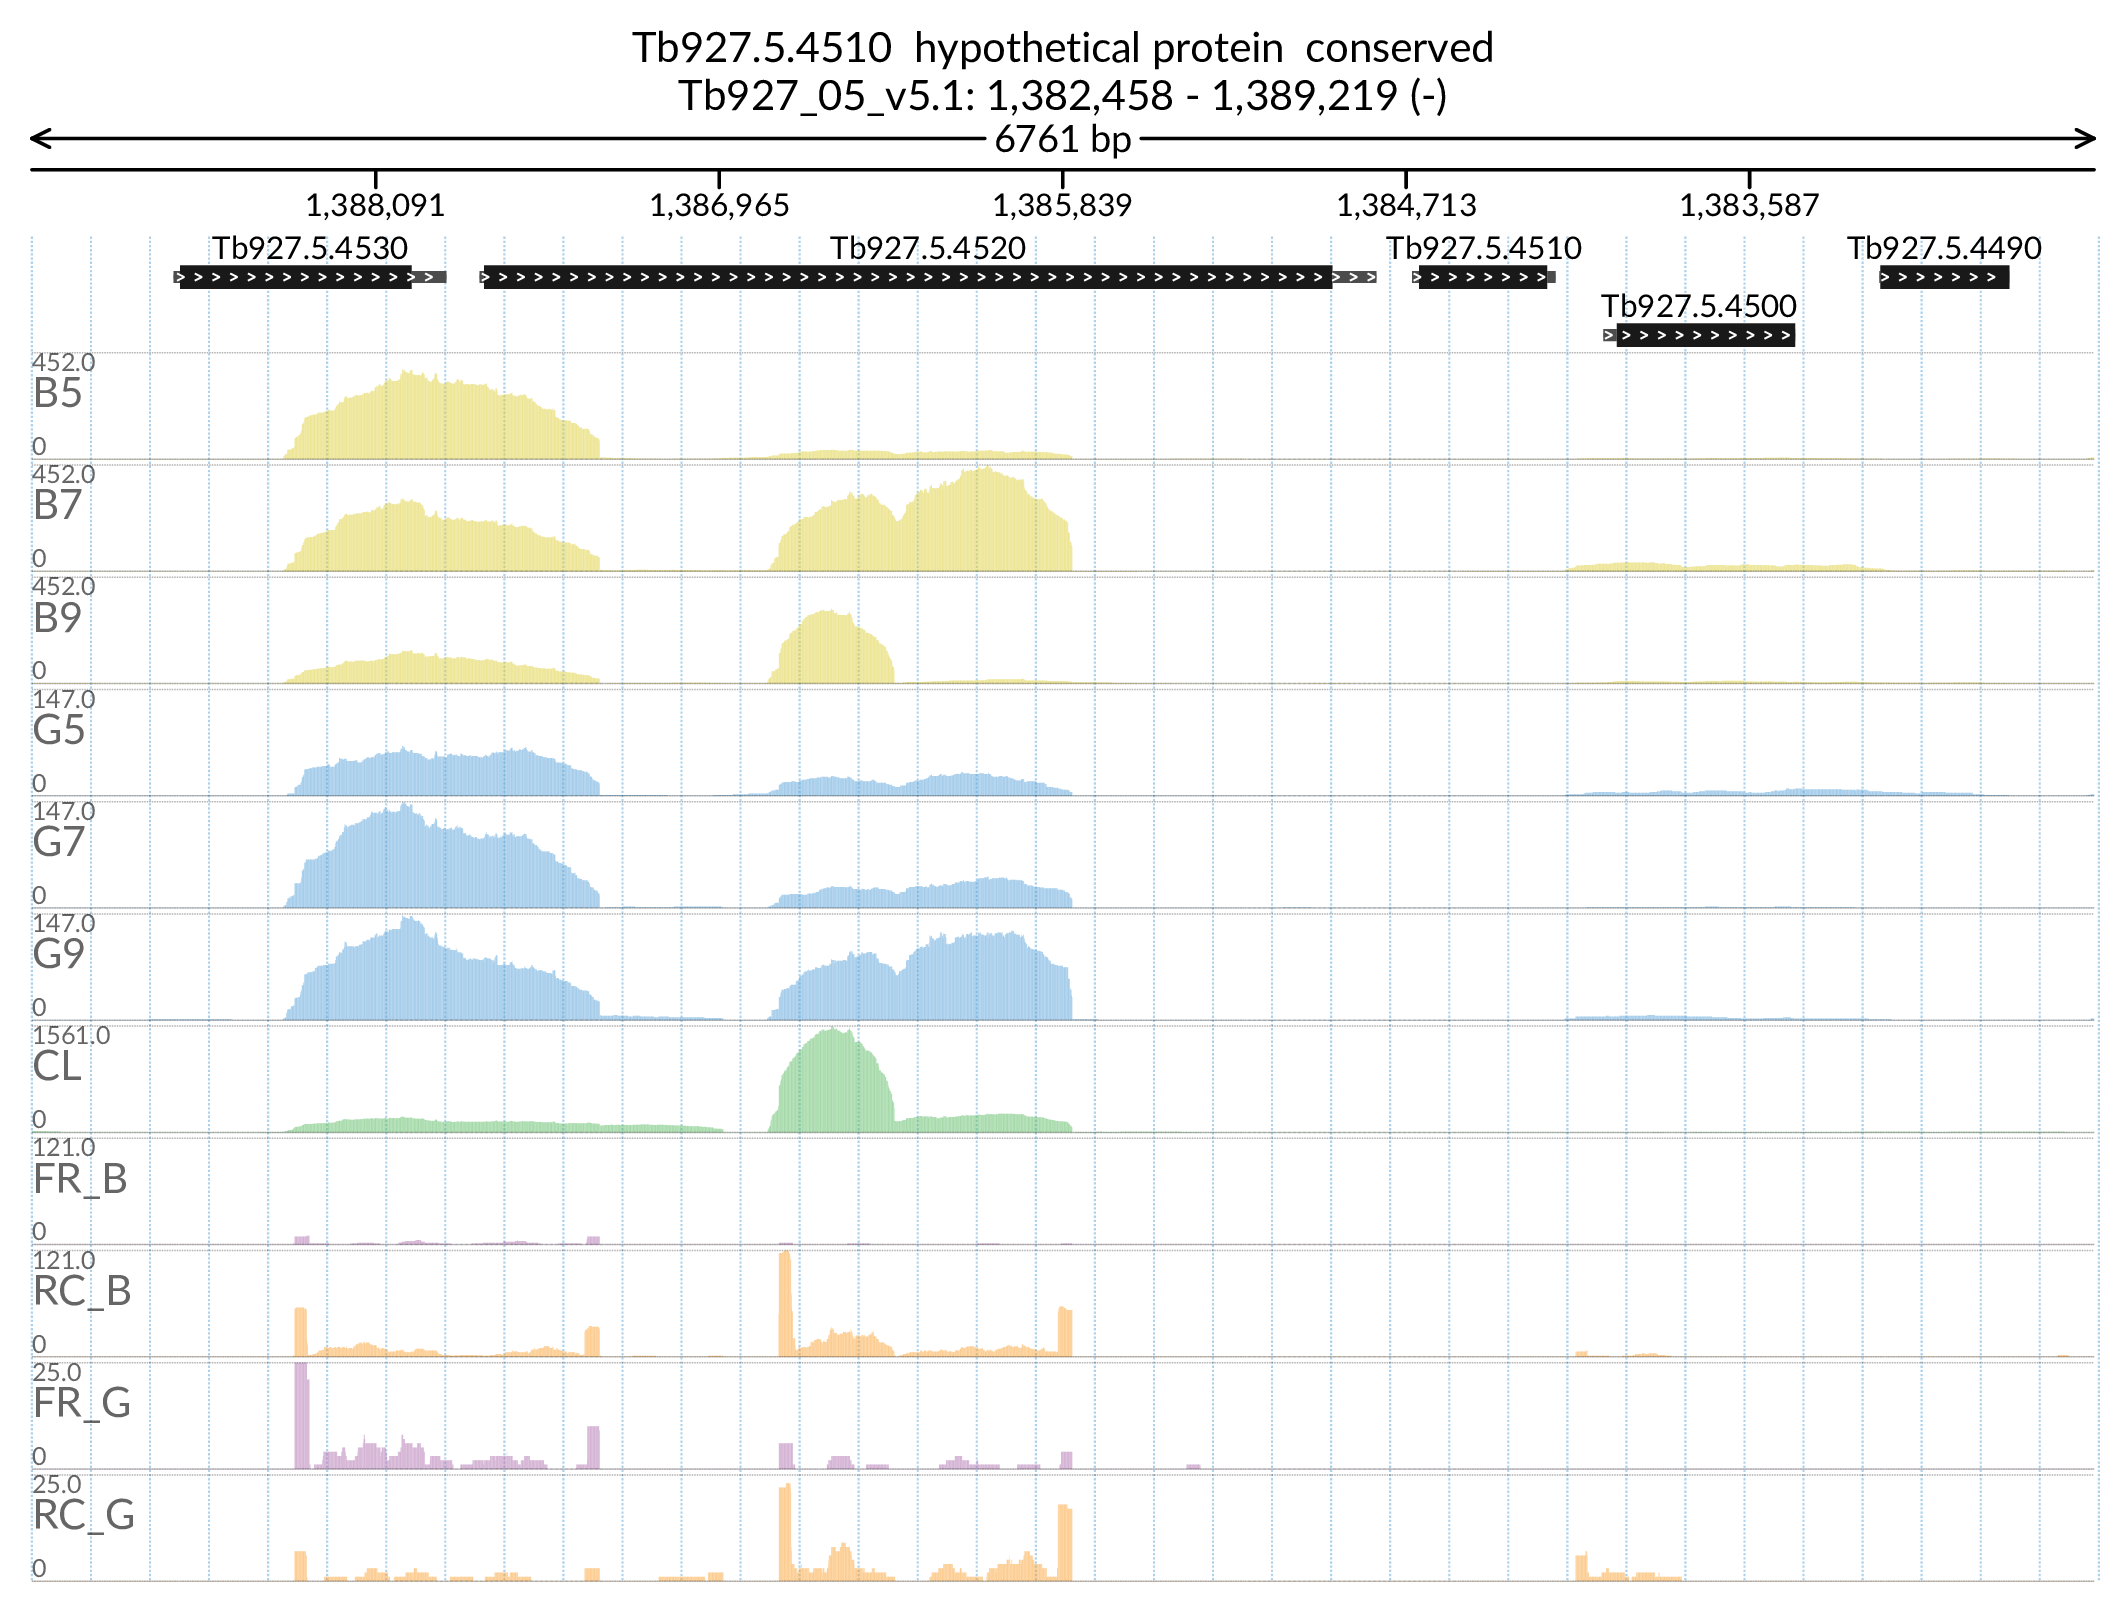 Tb927.5.4510  hypothetical protein  conserved
Tb927_05_v5.1: 1,382,458 - 1,389,219 (-)
6761 bp
1,388,091 1,386,965 1,385,839 1,384,713 1,383,587
Tb927.5.4530 Tb927.5.4520 Tb927.5.4510 Tb927.5.4490
Tb927.5.4500
452.0
B5
0
452.0
B7
0
452.0
B9
0
147.0
G5
0
147.0
G7
0
147.0
G9
0
1561.0
CL
0
121.0
FR_B
0
121.0
RC_B
0
25.0
FR_G
0
25.0
RC_G
0